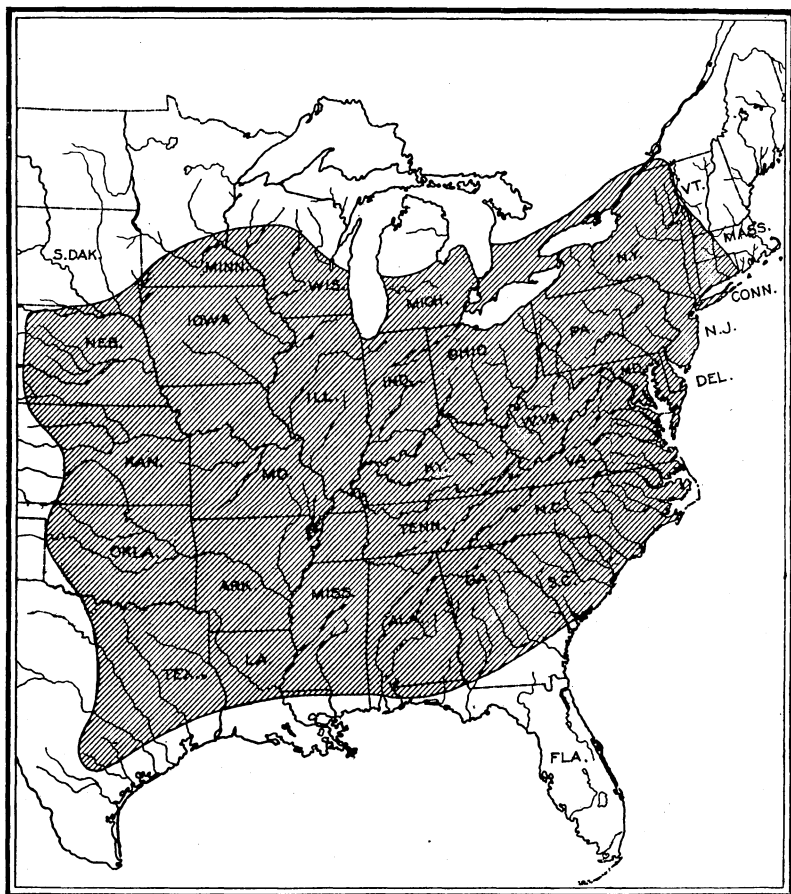 VT.
S.DAK.
MINN.
MASS.
WIS.
N.Y.
MICH.
CONN.
IOWA
NEB.
PA.
N.J.
OHIO
IND.
MD.
DEL.
ILL.
W.VA.
KAN.
MO.
KY.
VA.
N.C.
TENN.
OKLA.
ARK.
MISS.
ALA.
GA.
S.C.
TEX.
LA.
FLA.